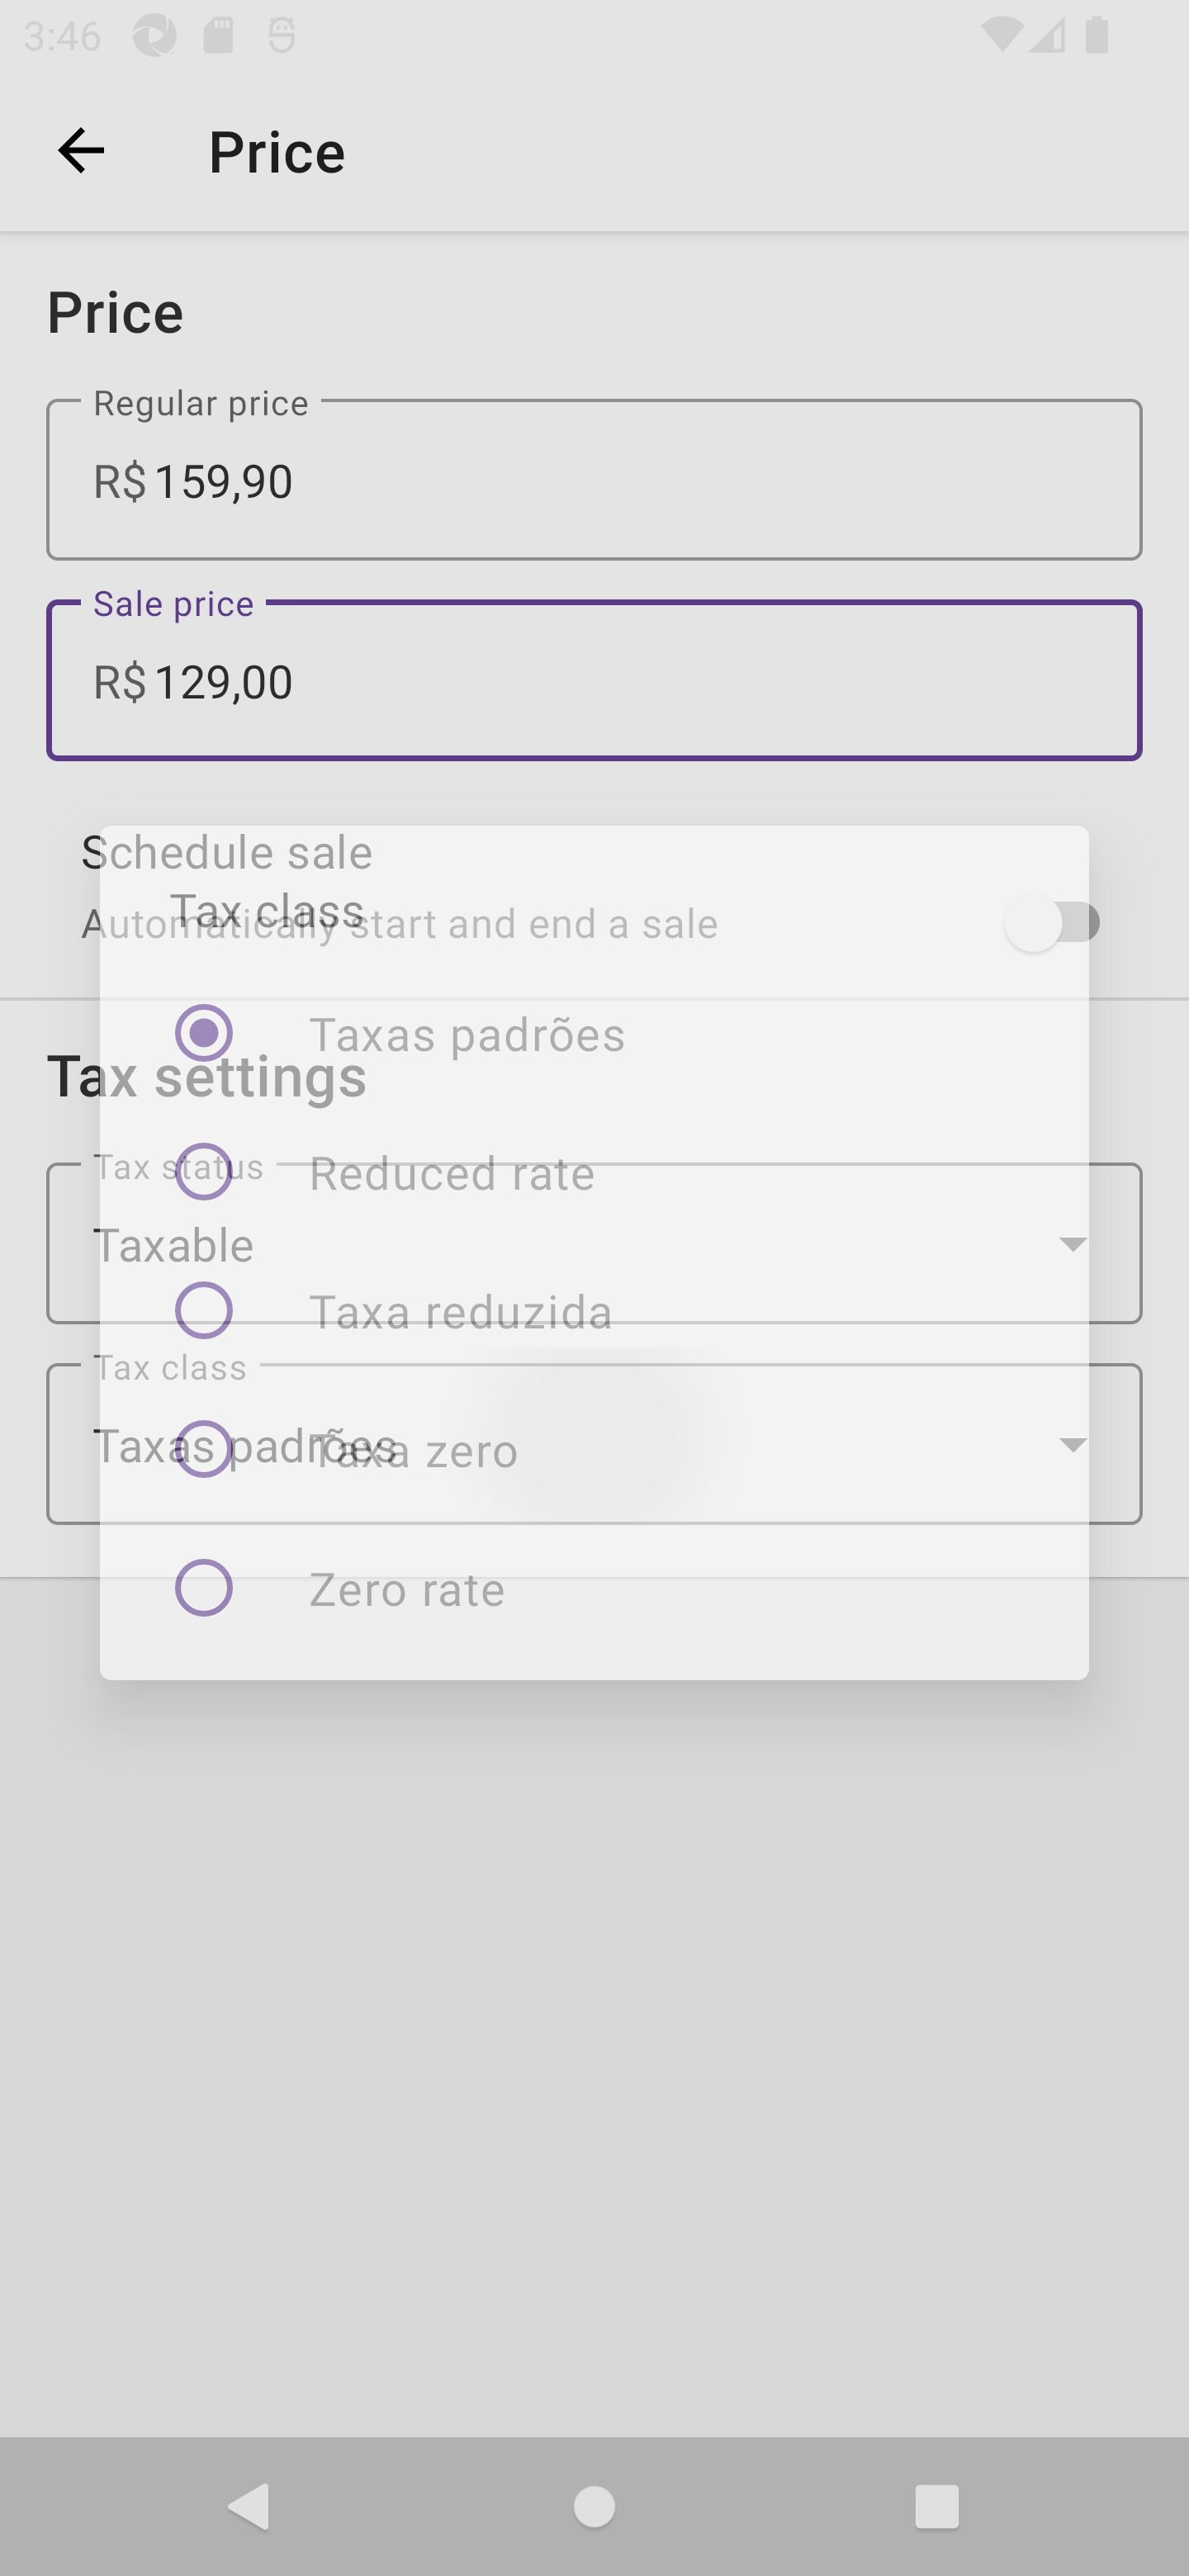 3:46
Price
Price
Regular price
R$ 159,90
Sale price
R$ 129,00
Schedule sale
Automatically start and end a sale
Tax class
Taxas padrões
Tax settings
Reduced rate
Tax status
Taxable
Taxa reduzida
Tax class
Taxas padrões
Taxa zero
Zero rate